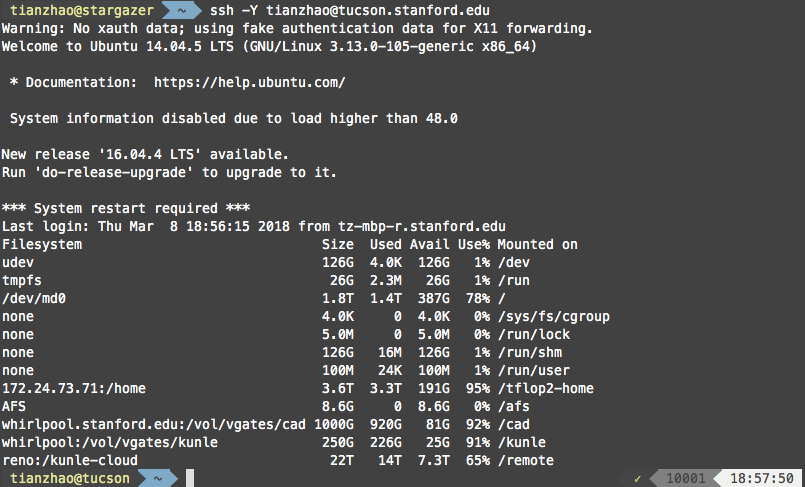 tianzhao@stargazer ~ ssh -Y tianzhao@tucson.stanford.edu
Warning: No xauth data; using fake authentication data for X11 forwarding.
Welcome to Ubuntu 14.04.5 LTS (GNU/Linux 3.13.0-105-generic x86_64)
* Documentation:  https://help.ubuntu.com/
System information disabled due to load higher than 48.0
New release '16.04.4 LTS' available.
Run 'do-release-upgrade' to upgrade to it.
*** System restart required ***
Last login: Thu Mar  8 18:56:15 2018 from tz-mbp-r.stanford.edu
Filesystem                            Size  Used Avail Use% Mounted on
udev                                  126G  4.0K  126G   1% /dev
tmpfs                                  26G  2.3M   26G   1% /run
/dev/md0                              1.8T  1.4T  387G  78% /
none                                  4.0K     0  4.0K   0% /sys/fs/cgroup
none                                  5.0M     0  5.0M   0% /run/lock
none                                  126G   16M  126G   1% /run/shm
none                                  100M   24K  100M   1% /run/user
172.24.73.71:/home                    3.6T  3.3T  191G  95% /tflop2-home
AFS                                   8.6G     0  8.6G   0% /afs
whirlpool.stanford.edu:/vol/vgates/cad 1000G  920G   81G  92% /cad
whirlpool:/vol/vgates/kunle           250G  226G   25G  91% /kunle
reno:/kunle-cloud                      22T   14T  7.3T  65% /remote
tianzhao@tucson ~ ✓ 10001 18:57:50